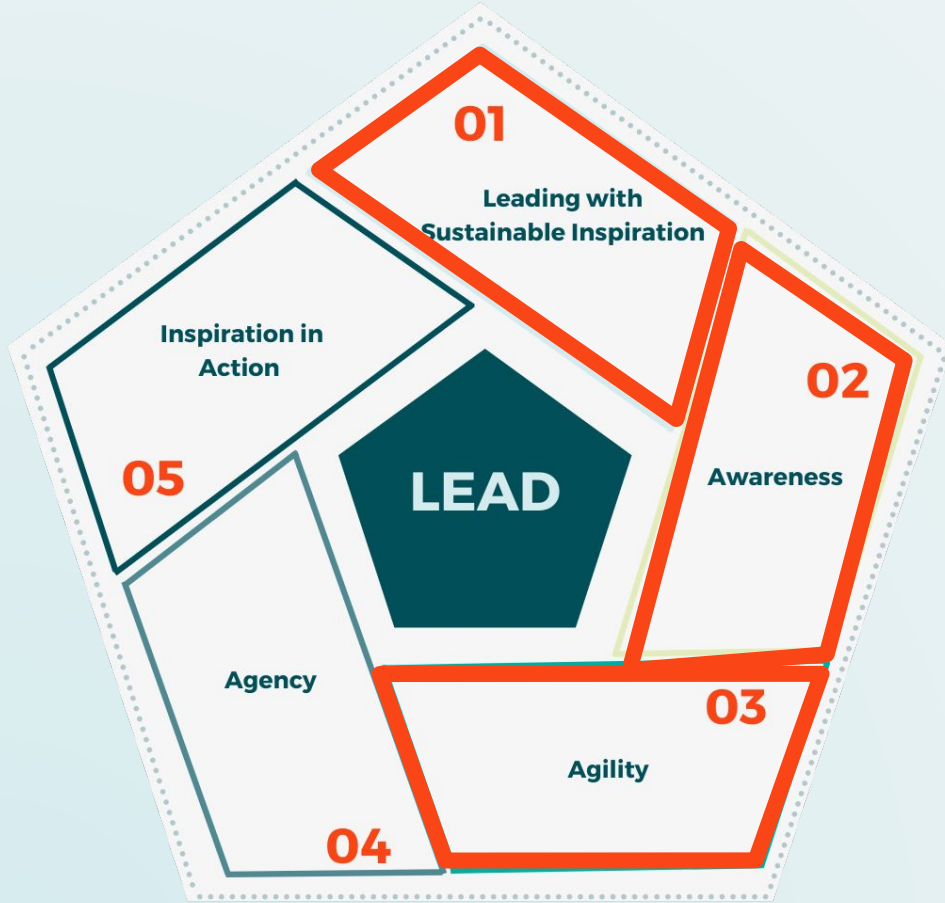 01
Leading with
Sustainable Inspiration
02
Awareness
03
Agility
04
Agency
05
Inspiration in
Action
LEAD